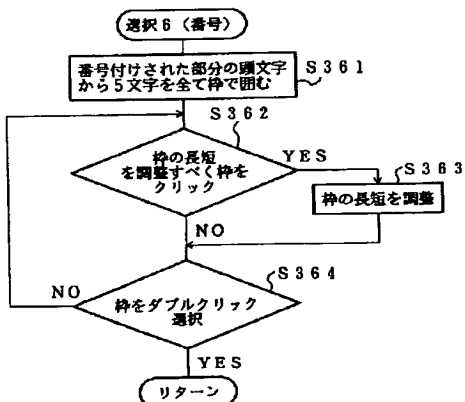 選択6(番号)
番号付けされた部分の頭文字
から5文字を全て枠で囲む
S361
S362
枠の長短
を調整すべく枠を
クリック
YES
S363
枠の長短を調整
NO
S364
NO
枠をダブルクリック
選択
YES
リターン